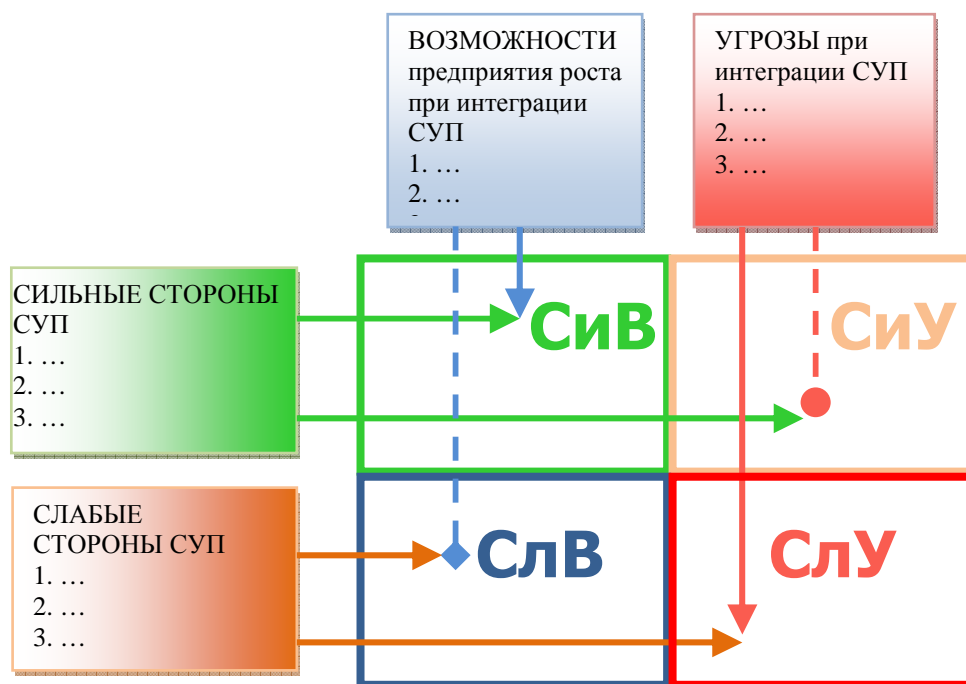 ВОЗМОЖНОСТИ
предприятия роста
при интеграции
СУП
1. …
2. …
УГРОЗЫ при
интеграции СУП
1. …
2. …
3. …
СИЛЬНЫЕ СТОРОНЫ
СУП
1. …
2. …
3. …
СиВ
СиУ
СЛАБЫЕ
СТОРОНЫ СУП
1. …
2. …
3. …
СлВ
СлУ